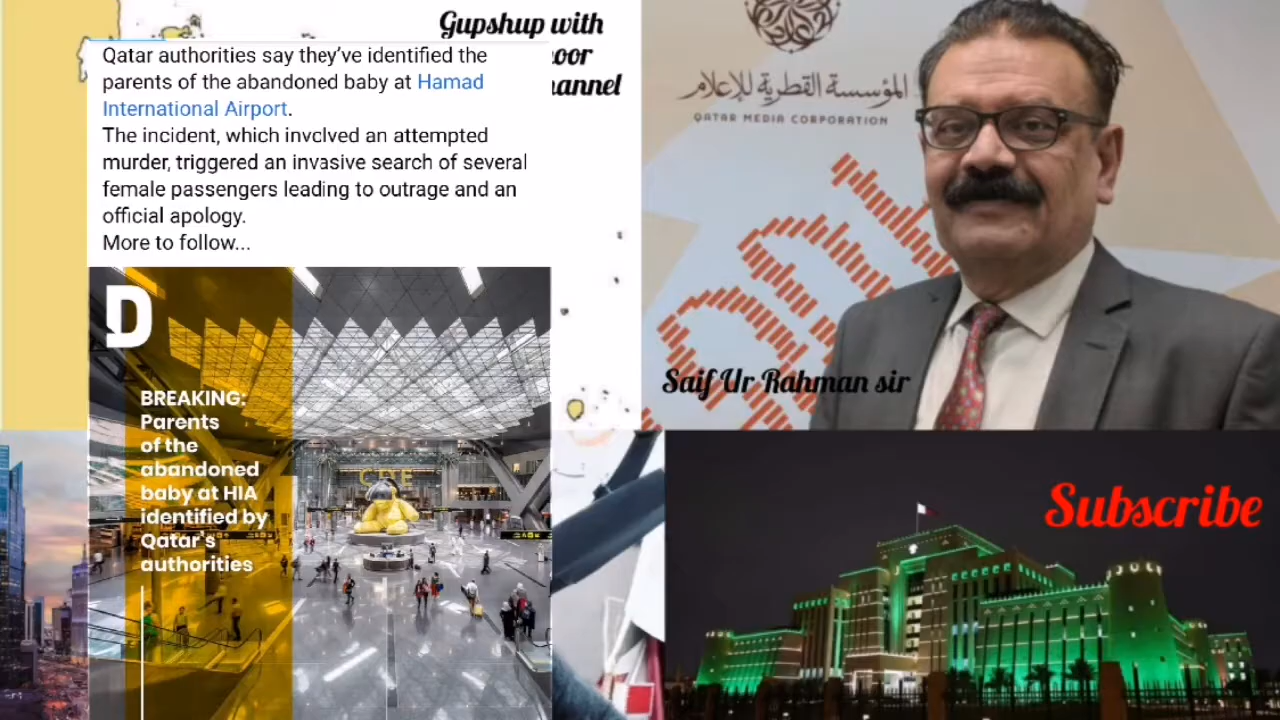 Gupshup with
oor
hannel
Qatar authorities say they've identified the
parents of the abandoned baby at Hamad
International Airport.
The incident, which involved an attempted
murder, triggered an invasive search of several
female passengers leading to outrage and an
official apology.
More to follow...
D
BREAKING:
Parents
of the
abandoned
baby at HIA
identified by
Qatar's
authorities
المؤسسة القطرية للإعلام
QATAR MEDIA CORPORATION
Saif Ur Rahman sir
Subscribe